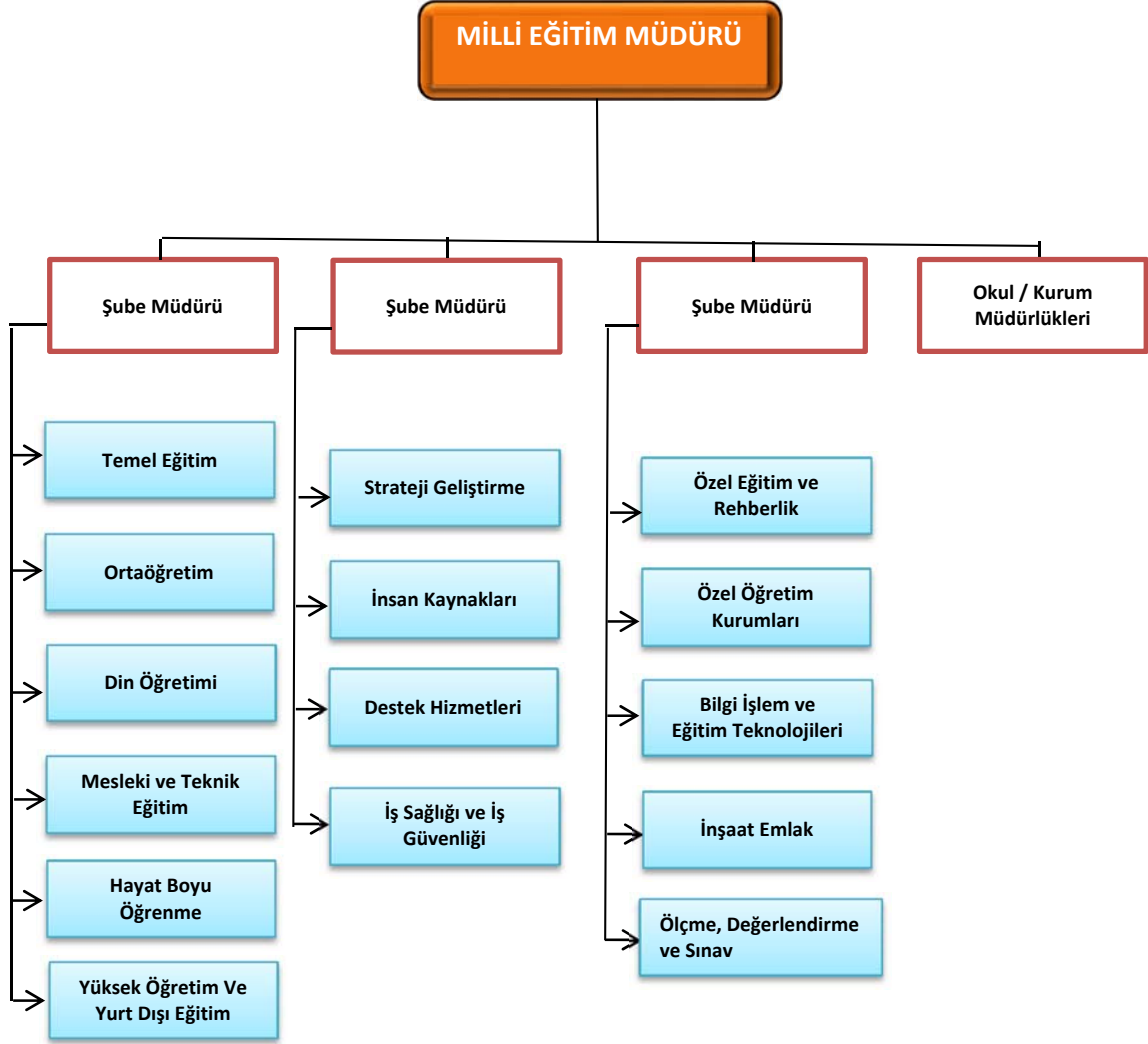 MİLLİ EĞİTİM MÜDÜRÜ
Şube Müdürü
Şube Müdürü
Şube Müdürü
Okul / Kurum
Müdürlükleri
Temel Eğitim
Ortaöğretim
Din Öğretimi
Mesleki ve Teknik
Eğitim
Hayat Boyu
Öğrenme
Yüksek Öğretim Ve
Yurt Dışı Eğitim
Strateji Geliştirme
İnsan Kaynakları
Destek Hizmetleri
İş Sağlığı ve İş
Güvenliği
Özel Eğitim ve
Rehberlik
Özel Öğretim
Kurumları
Bilgi İşlem ve
Eğitim Teknolojileri
İnşaat Emlak
Ölçme, Değerlendirme
ve Sınav